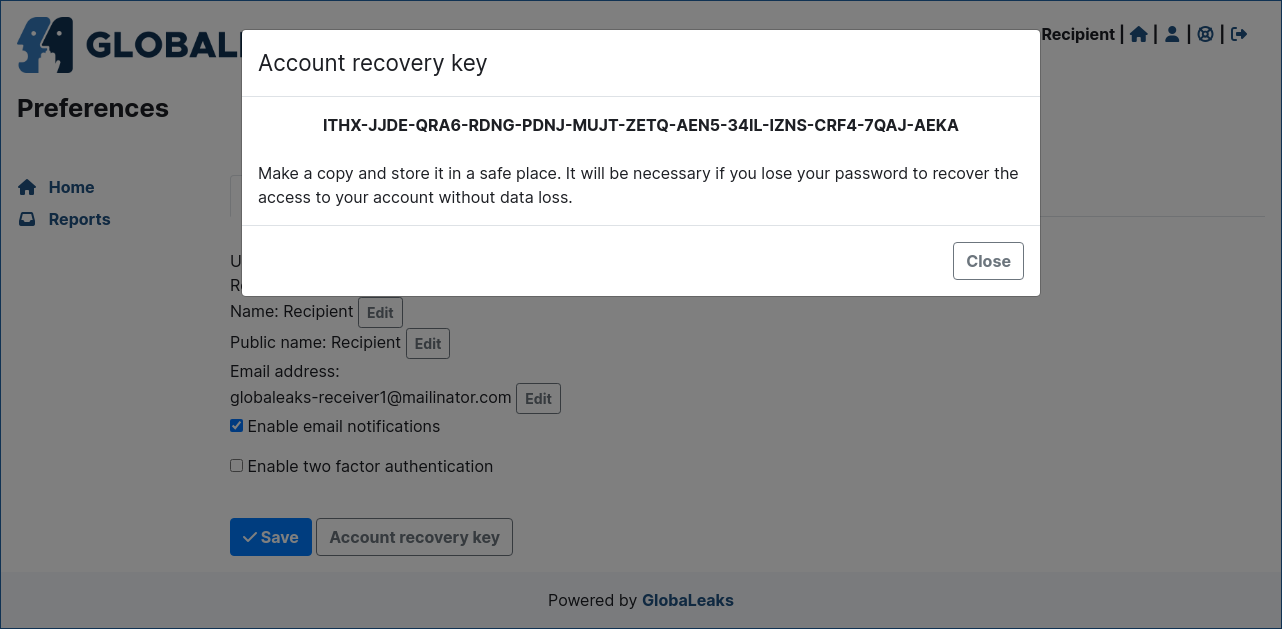 GLOBAL
Recipient | | | |
Account recovery key
Preferences
ITHX-JJDE-QRA6-RDNG-PDNJ-MUJT-ZETQ-AEN5-34IL-IZNS-CRF4-7QAJ-AEKA
Make a copy and store it in a safe place. It will be necessary if you lose your password to recover the
access to your account without data loss.
Home
Reports
Close
U
Name: Recipient Edit
Public name: Recipient Edit
Email address:
globaleaks-receiver1@mailinator.com Edit
Enable email notifications
Enable two factor authentication
Save Account recovery key
Powered by GlobaLeaks